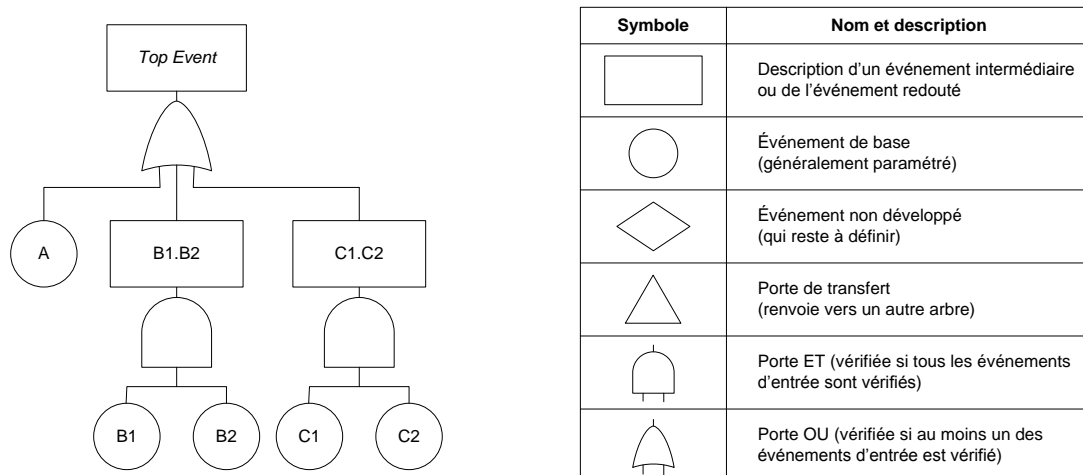 Top Event
A
B1.B2
C1.C2
B1
B2
C1
C2
Symbole
Nom et description
Description d’un événement intermédiaire
ou de l’événement redouté
Événement de base
(généralement paramétré)
Événement non développé
(qui reste à définir)
Porte de transfert
(renvoie vers un autre arbre)
Porte ET (vérifiée si tous les événements
d’entrée sont vérifiés)
Porte OU (vérifiée si au moins un des
événements d’entrée est vérifié)